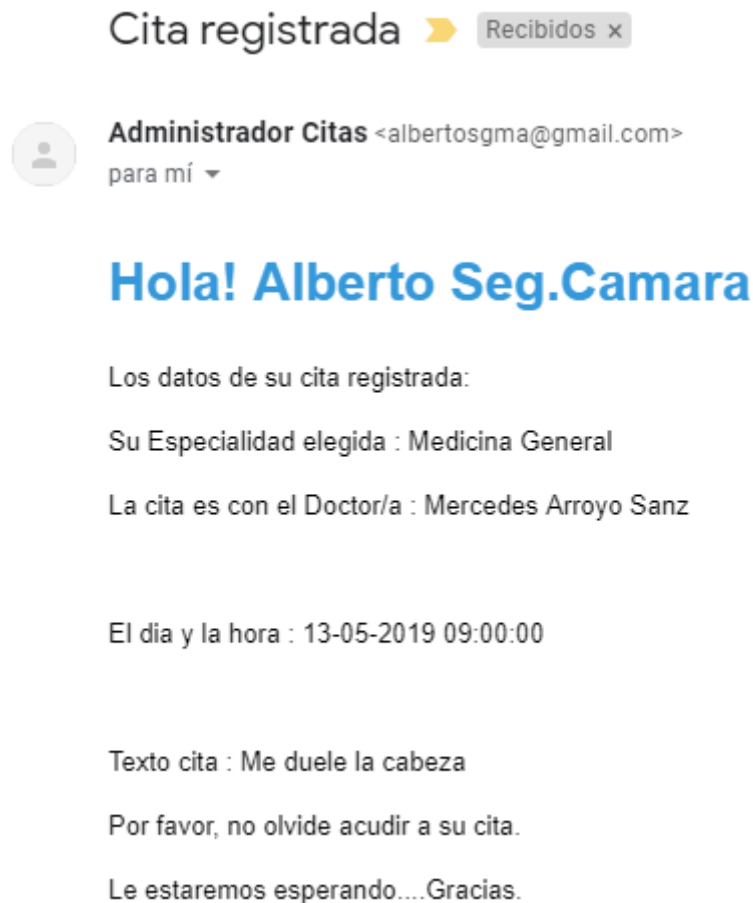 Cita registrada Recibidos x
Administrador Citas <albertosgma@gmail.com>
para mí
Hola! Alberto Seg.Camara
Los datos de su cita registrada:
Su Especialidad elegida : Medicina General
La cita es con el Doctor/a : Mercedes Arroyo Sanz
El dia y la hora : 13-05-2019 09:00:00
Texto cita : Me duele la cabeza
Por favor, no olvide acudir a su cita.
Le estaremos esperando....Gracias.